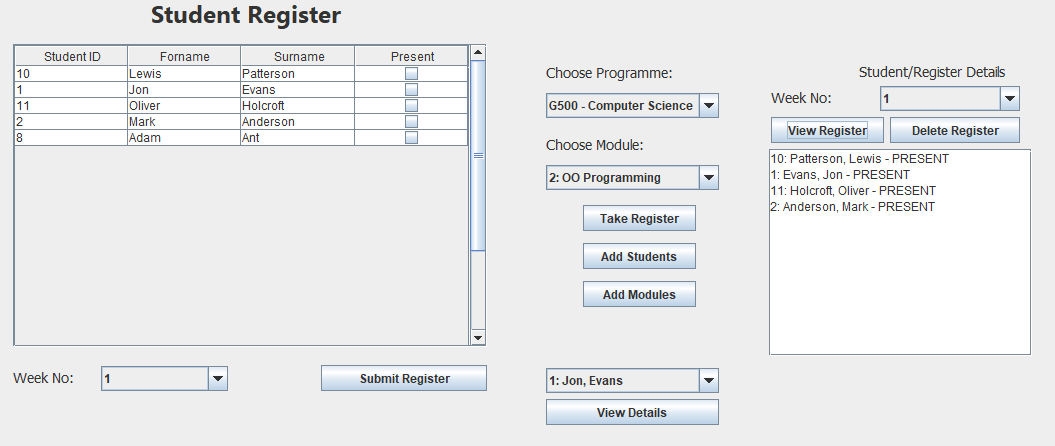 Student Register
Student ID Forname Surname Present
10 Lewis Patterson
1 Jon Evans
11 Oliver Holcroft
2 Mark Anderson
8 Adam Ant
Week No: 1 Submit Register
Choose Programme:
G500 - Computer Science
Choose Module:
2: OO Programming
Take Register
Add Students
Add Modules
1: Jon, Evans
View Details
Student/Register Details
Week No: 1
View Register Delete Register
10: Patterson, Lewis - PRESENT
1: Evans, Jon - PRESENT
11: Holcroft, Oliver - PRESENT
2: Anderson, Mark - PRESENT